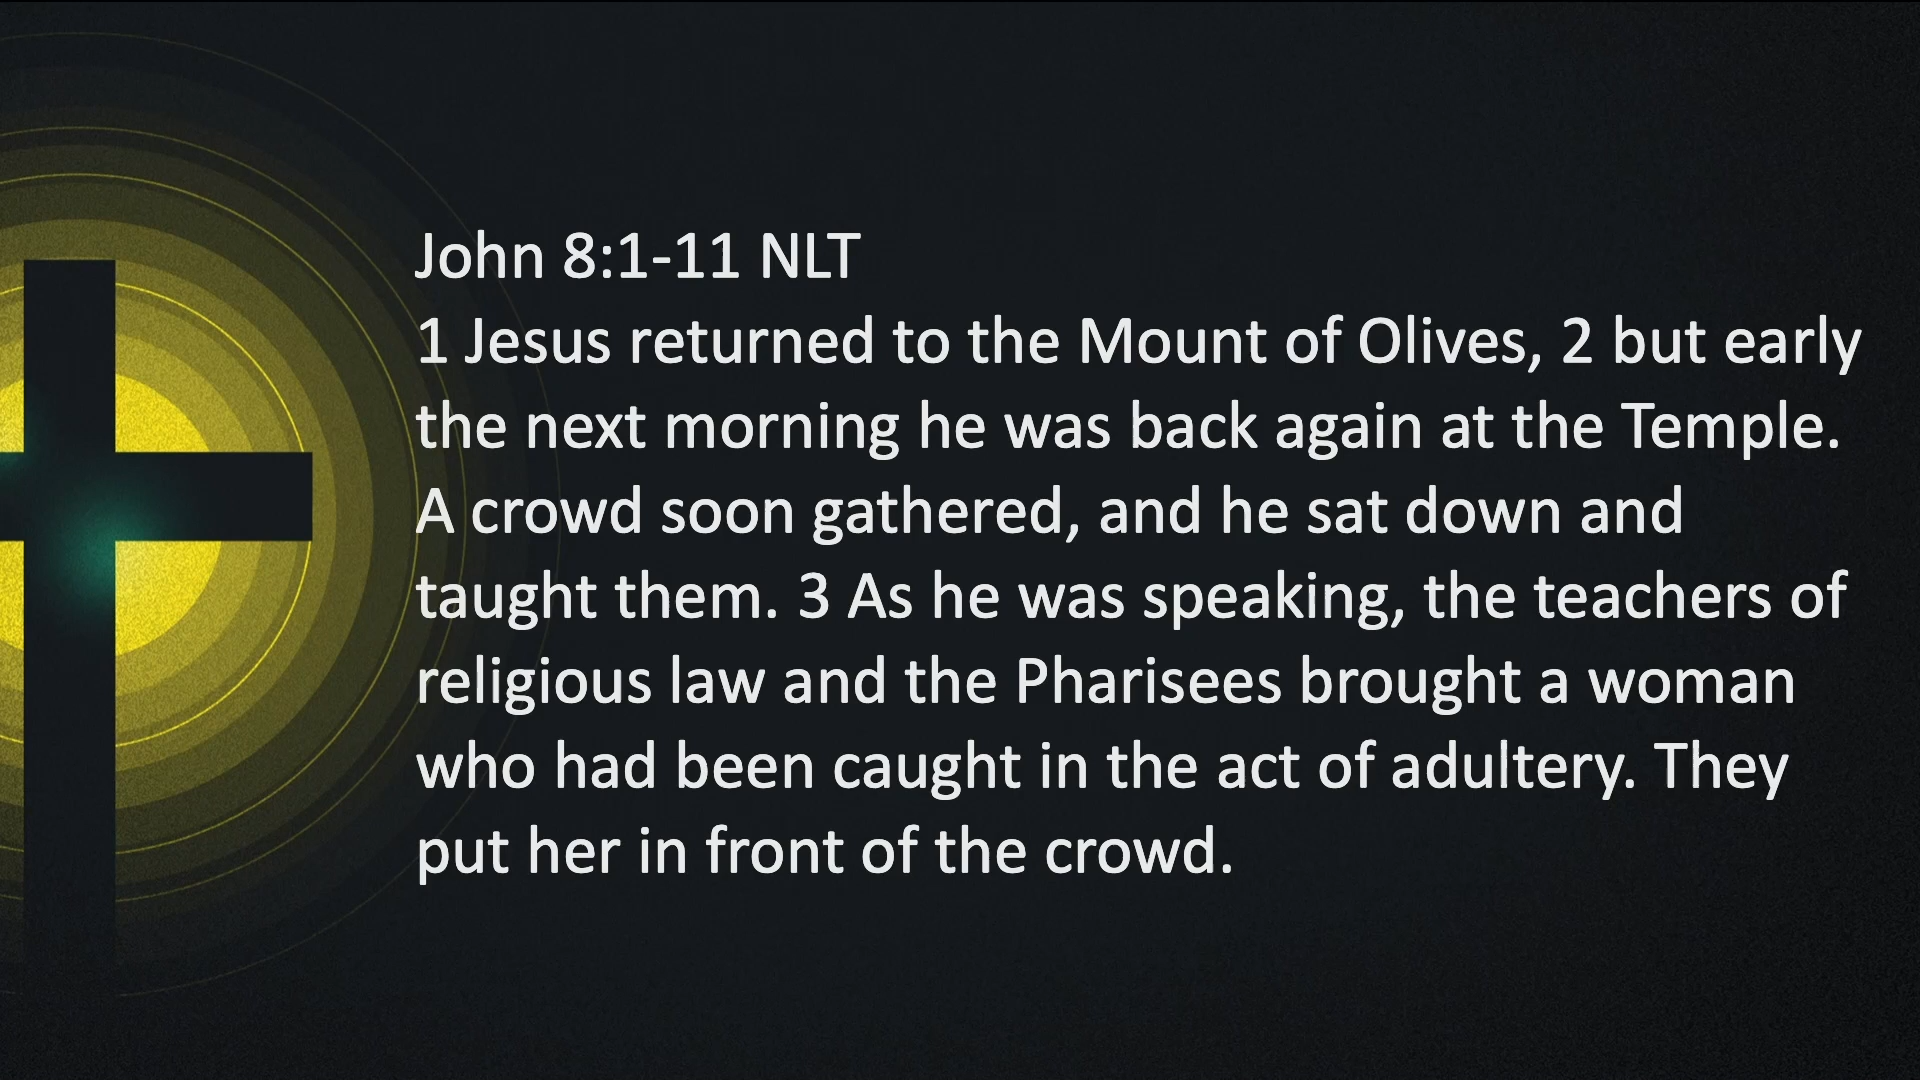 John 8:1-11 NLT
1 Jesus returned to the Mount of Olives, 2 but early
the next morning he was back again at the Temple.
A crowd soon gathered, and he sat down and
taught them. 3 As he was speaking, the teachers of
religious law and the Pharisees brought a woman
who had been caught in the act of adultery. They
put her in front of the crowd.